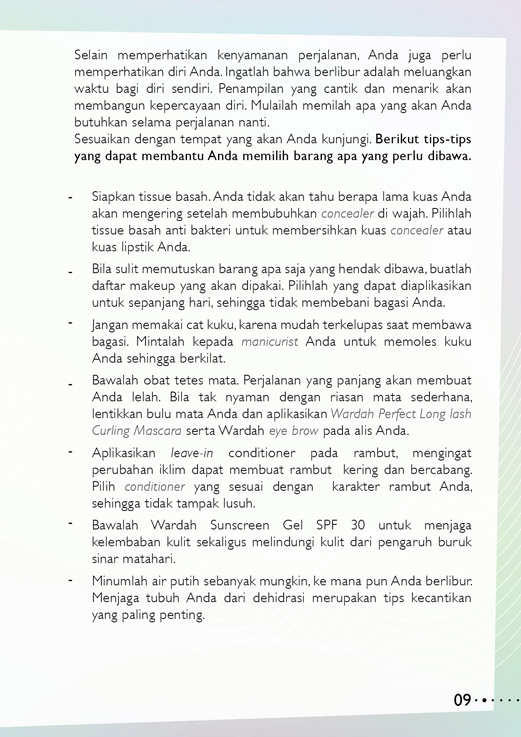 Selain memperhatikan kenyamanan perjalanan, Anda juga perlu
memperhatikan diri Anda. Ingatlah bahwa berlibur adalah meluangkan
waktu bagi diri sendiri. Penampilan yang cantik dan menarik akan
membangun kepercayaan diri. Mulailah memilah apa yang akan Anda
butuhkan selama perjalanan nanti.
Sesuaikan dengan tempat yang akan Anda kunjungi. Berikut tips-tips
yang dapat membantu Anda memilih barang apa yang perlu dibawa.
- Siapkan tissue basah. Anda tidak akan tahu berapa lama kuas Anda
akan mengering setelah membubuhkan concealer di wajah. Pilihlah
tissue basah anti bakteri untuk membersihkan kuas concealer atau
kuas lipstik Anda.
- Bila sulit memutuskan barang apa saja yang hendak dibawa, buatlah
daftar makeup yang akan dipakai. Pilihlah yang dapat diaplikasikan
untuk sepanjang hari, sehingga tidak membebani bagasi Anda.
- Jangan memakai cat kuku, karena mudah terkelupas saat membawa
bagasi. Mintalah kepada manicurist Anda untuk memoles kuku
Anda sehingga berkilat.
- Bawalah obat tetes mata. Perjalanan yang panjang akan membuat
Anda lelah. Bila tak nyaman dengan riasan mata sederhana,
lentikkan bulu mata Anda dan aplikasikan Wardah Perfect Long lash
Curling Mascara serta Wardah eye brow pada alis Anda.
- Aplikasikan leave-in conditioner pada rambut, mengingat
perubahan iklim dapat membuat rambut kering dan bercabang.
Pilih conditioner yang sesuai dengan karakter rambut Anda,
sehingga tidak tampak lusuh.
- Bawalah Wardah Sunscreen Gel SPF 30 untuk menjaga
kelembaban kulit sekaligus melindungi kulit dari pengaruh buruk
sinar matahari.
- Minumlah air putih sebanyak mungkin, ke mana pun Anda berlibur.
Menjaga tubuh Anda dari dehidrasi merupakan tips kecantikan
yang paling penting.
09